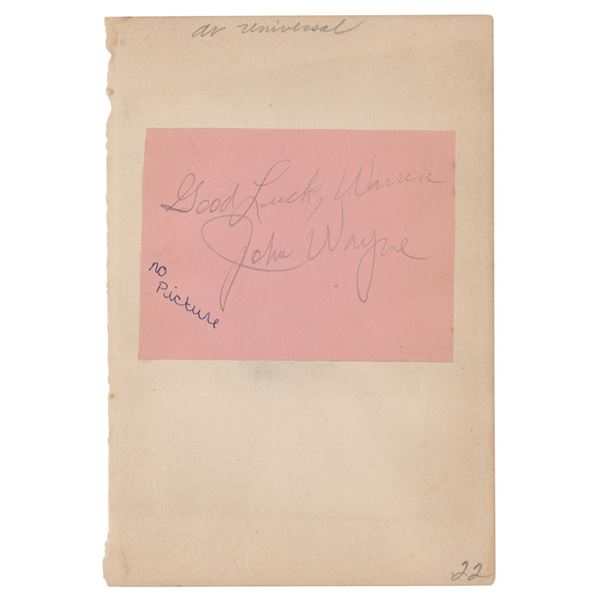 at universal
Good Luck, Warren
John Wayne
no
Picture
22